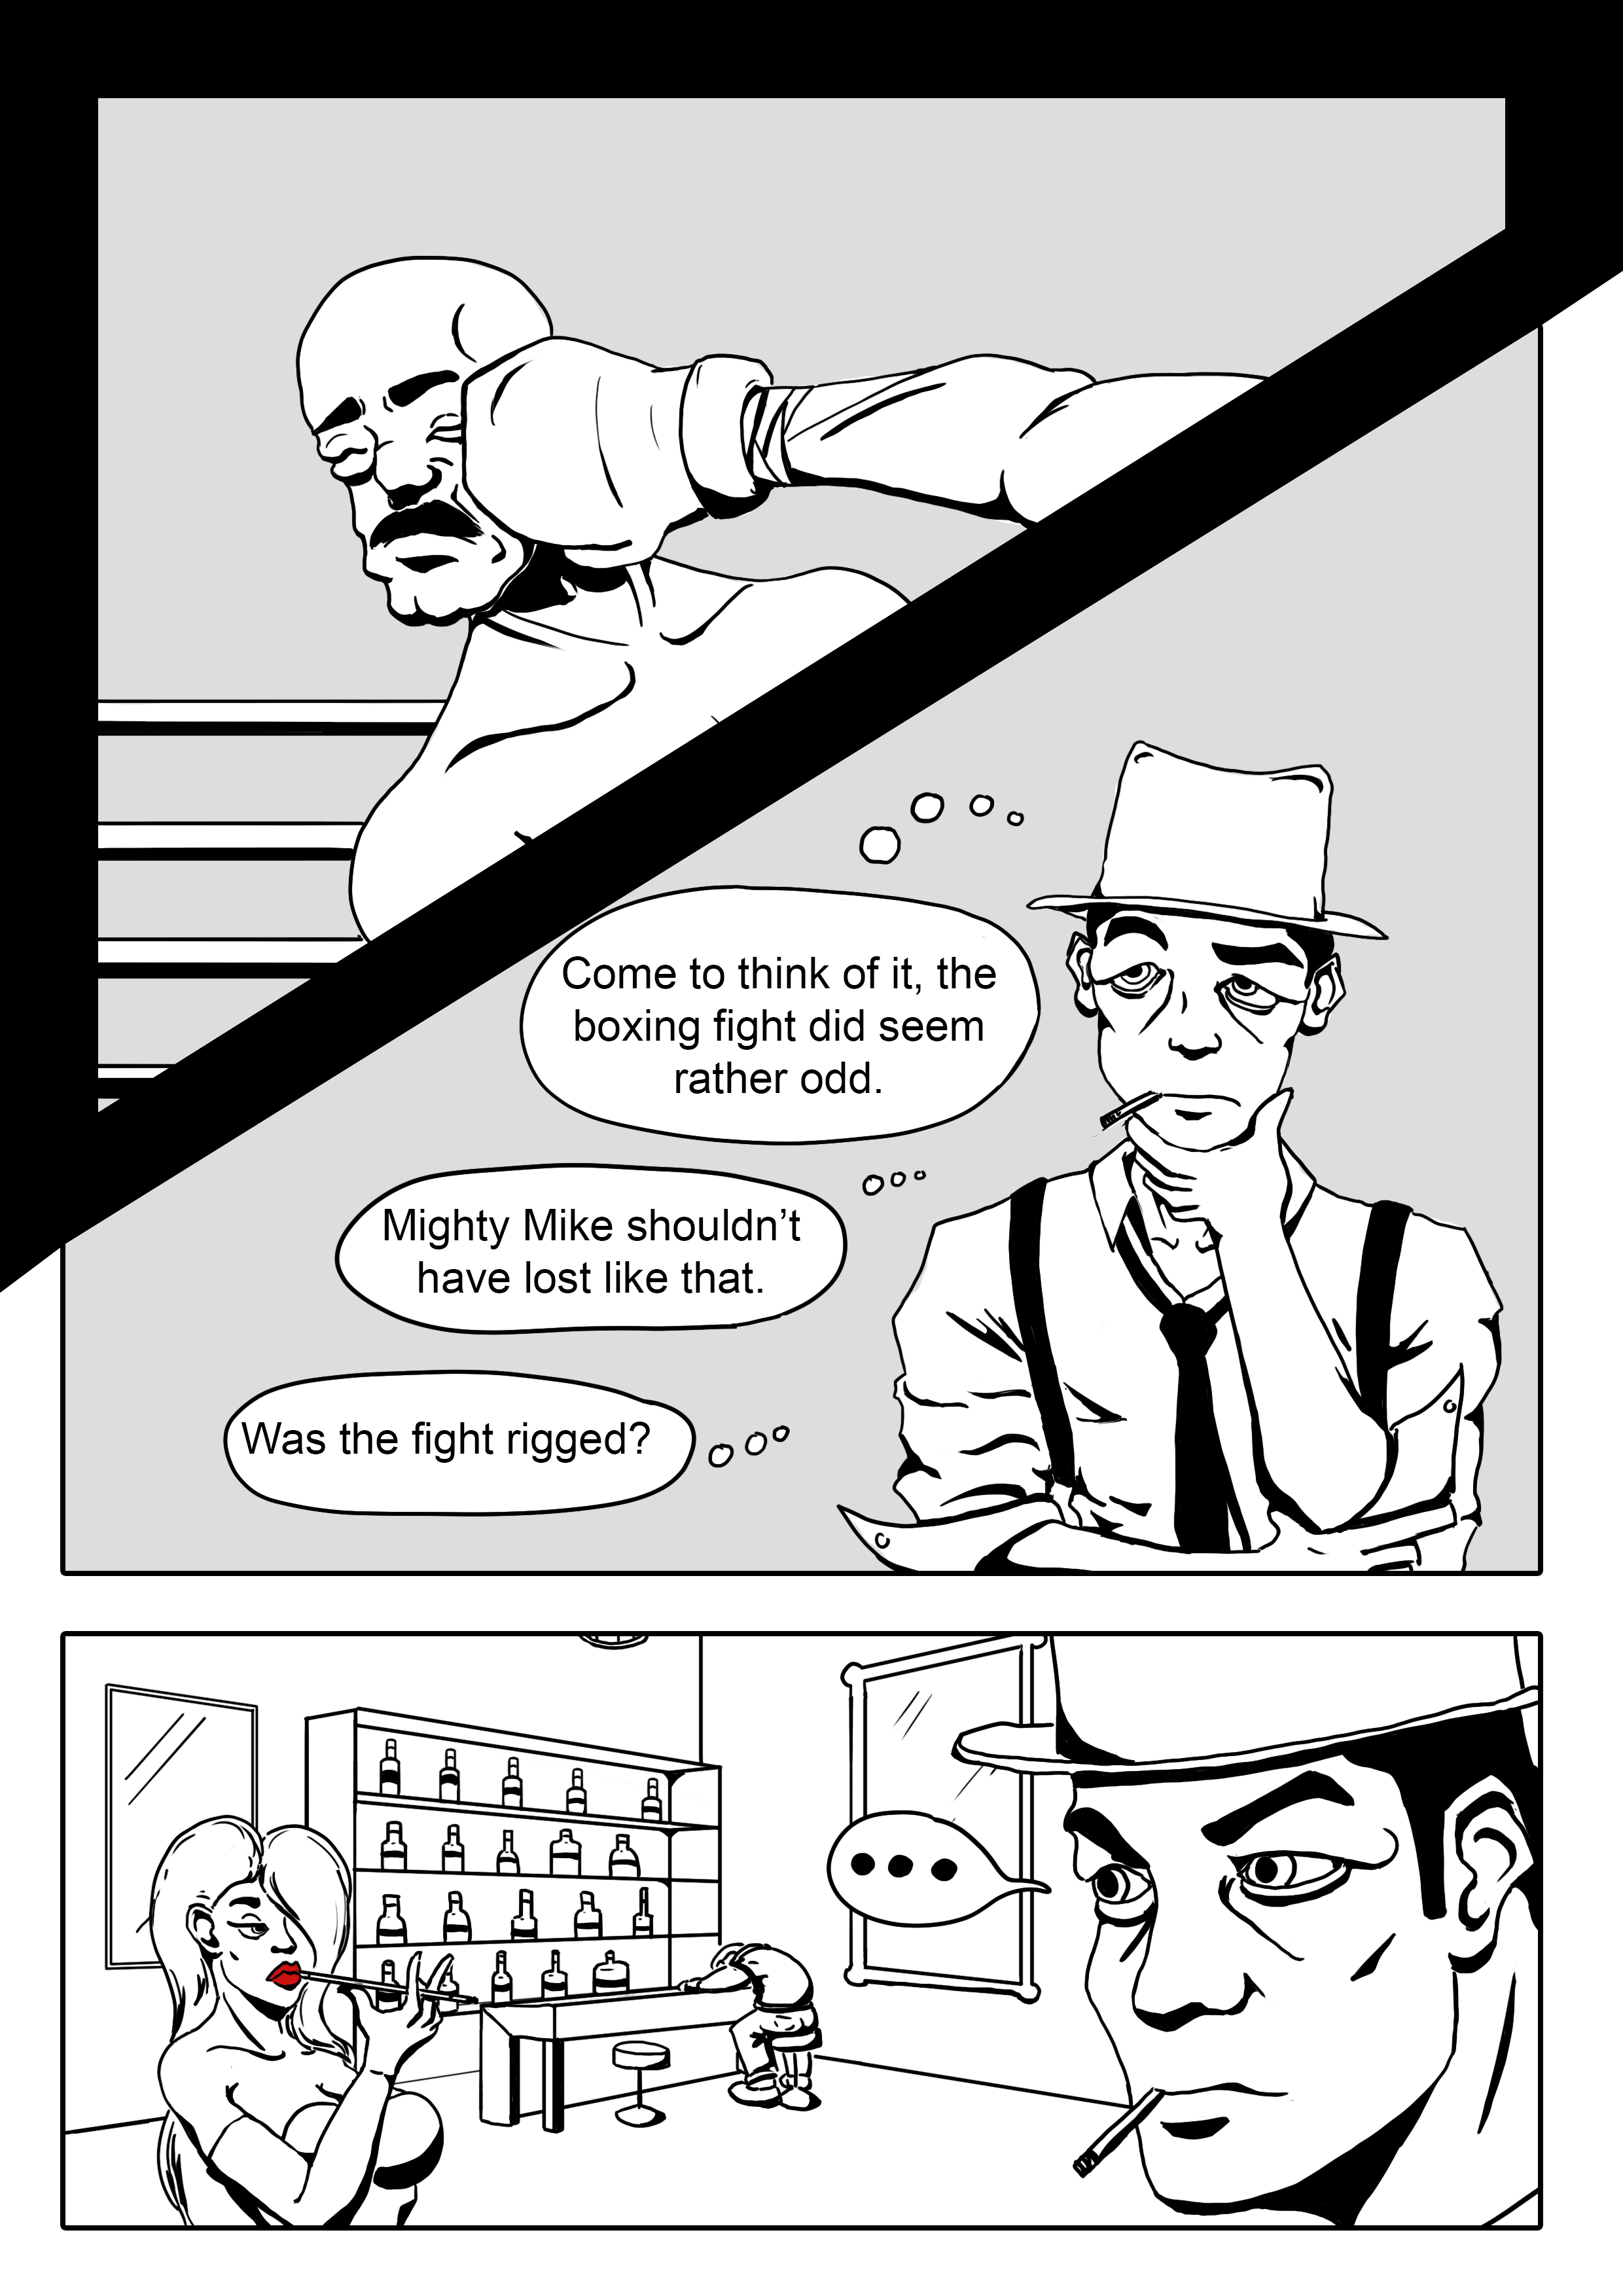 Come to think of it, the
boxing fight did seem
rather odd.
Mighty Mike shouldn’t
have lost like that.
Was the fight rigged?
...